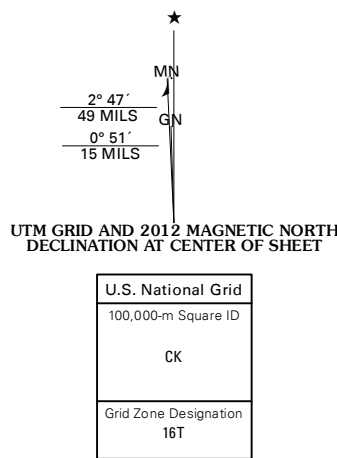 MN
2° 47´
49 MILS
GN
0° 51´
15 MILS
UTM GRID AND 2012 MAGNETIC NORTH
DECLINATION AT CENTER OF SHEET
U.S. National Grid
100,000-m Square ID
CK
Grid Zone Designation
16T